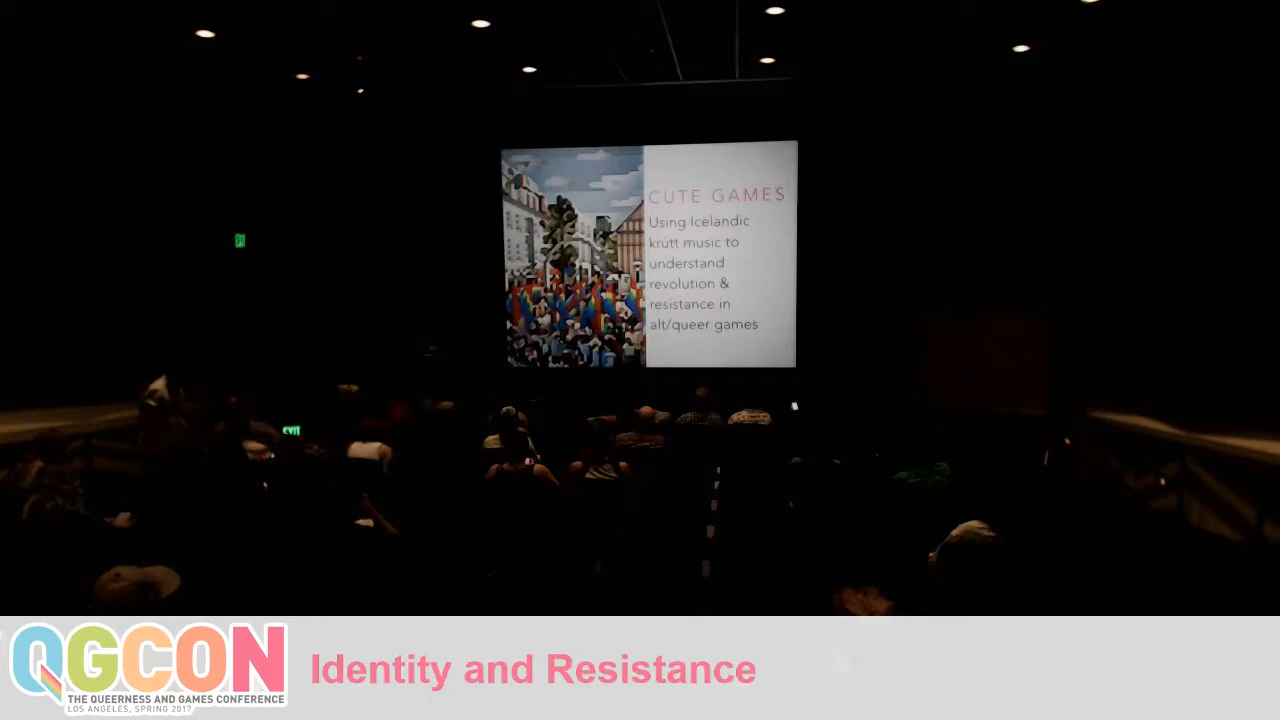 CUTE GAMES
Using Icelandic
krútt music to
understand
revolution &
resistance in
alt/queer games
EXIT
QGCON
THE QUEERNESS AND GAMES CONFERENCE
LOS ANGELES, SPRING 2017
Identity and Resistance